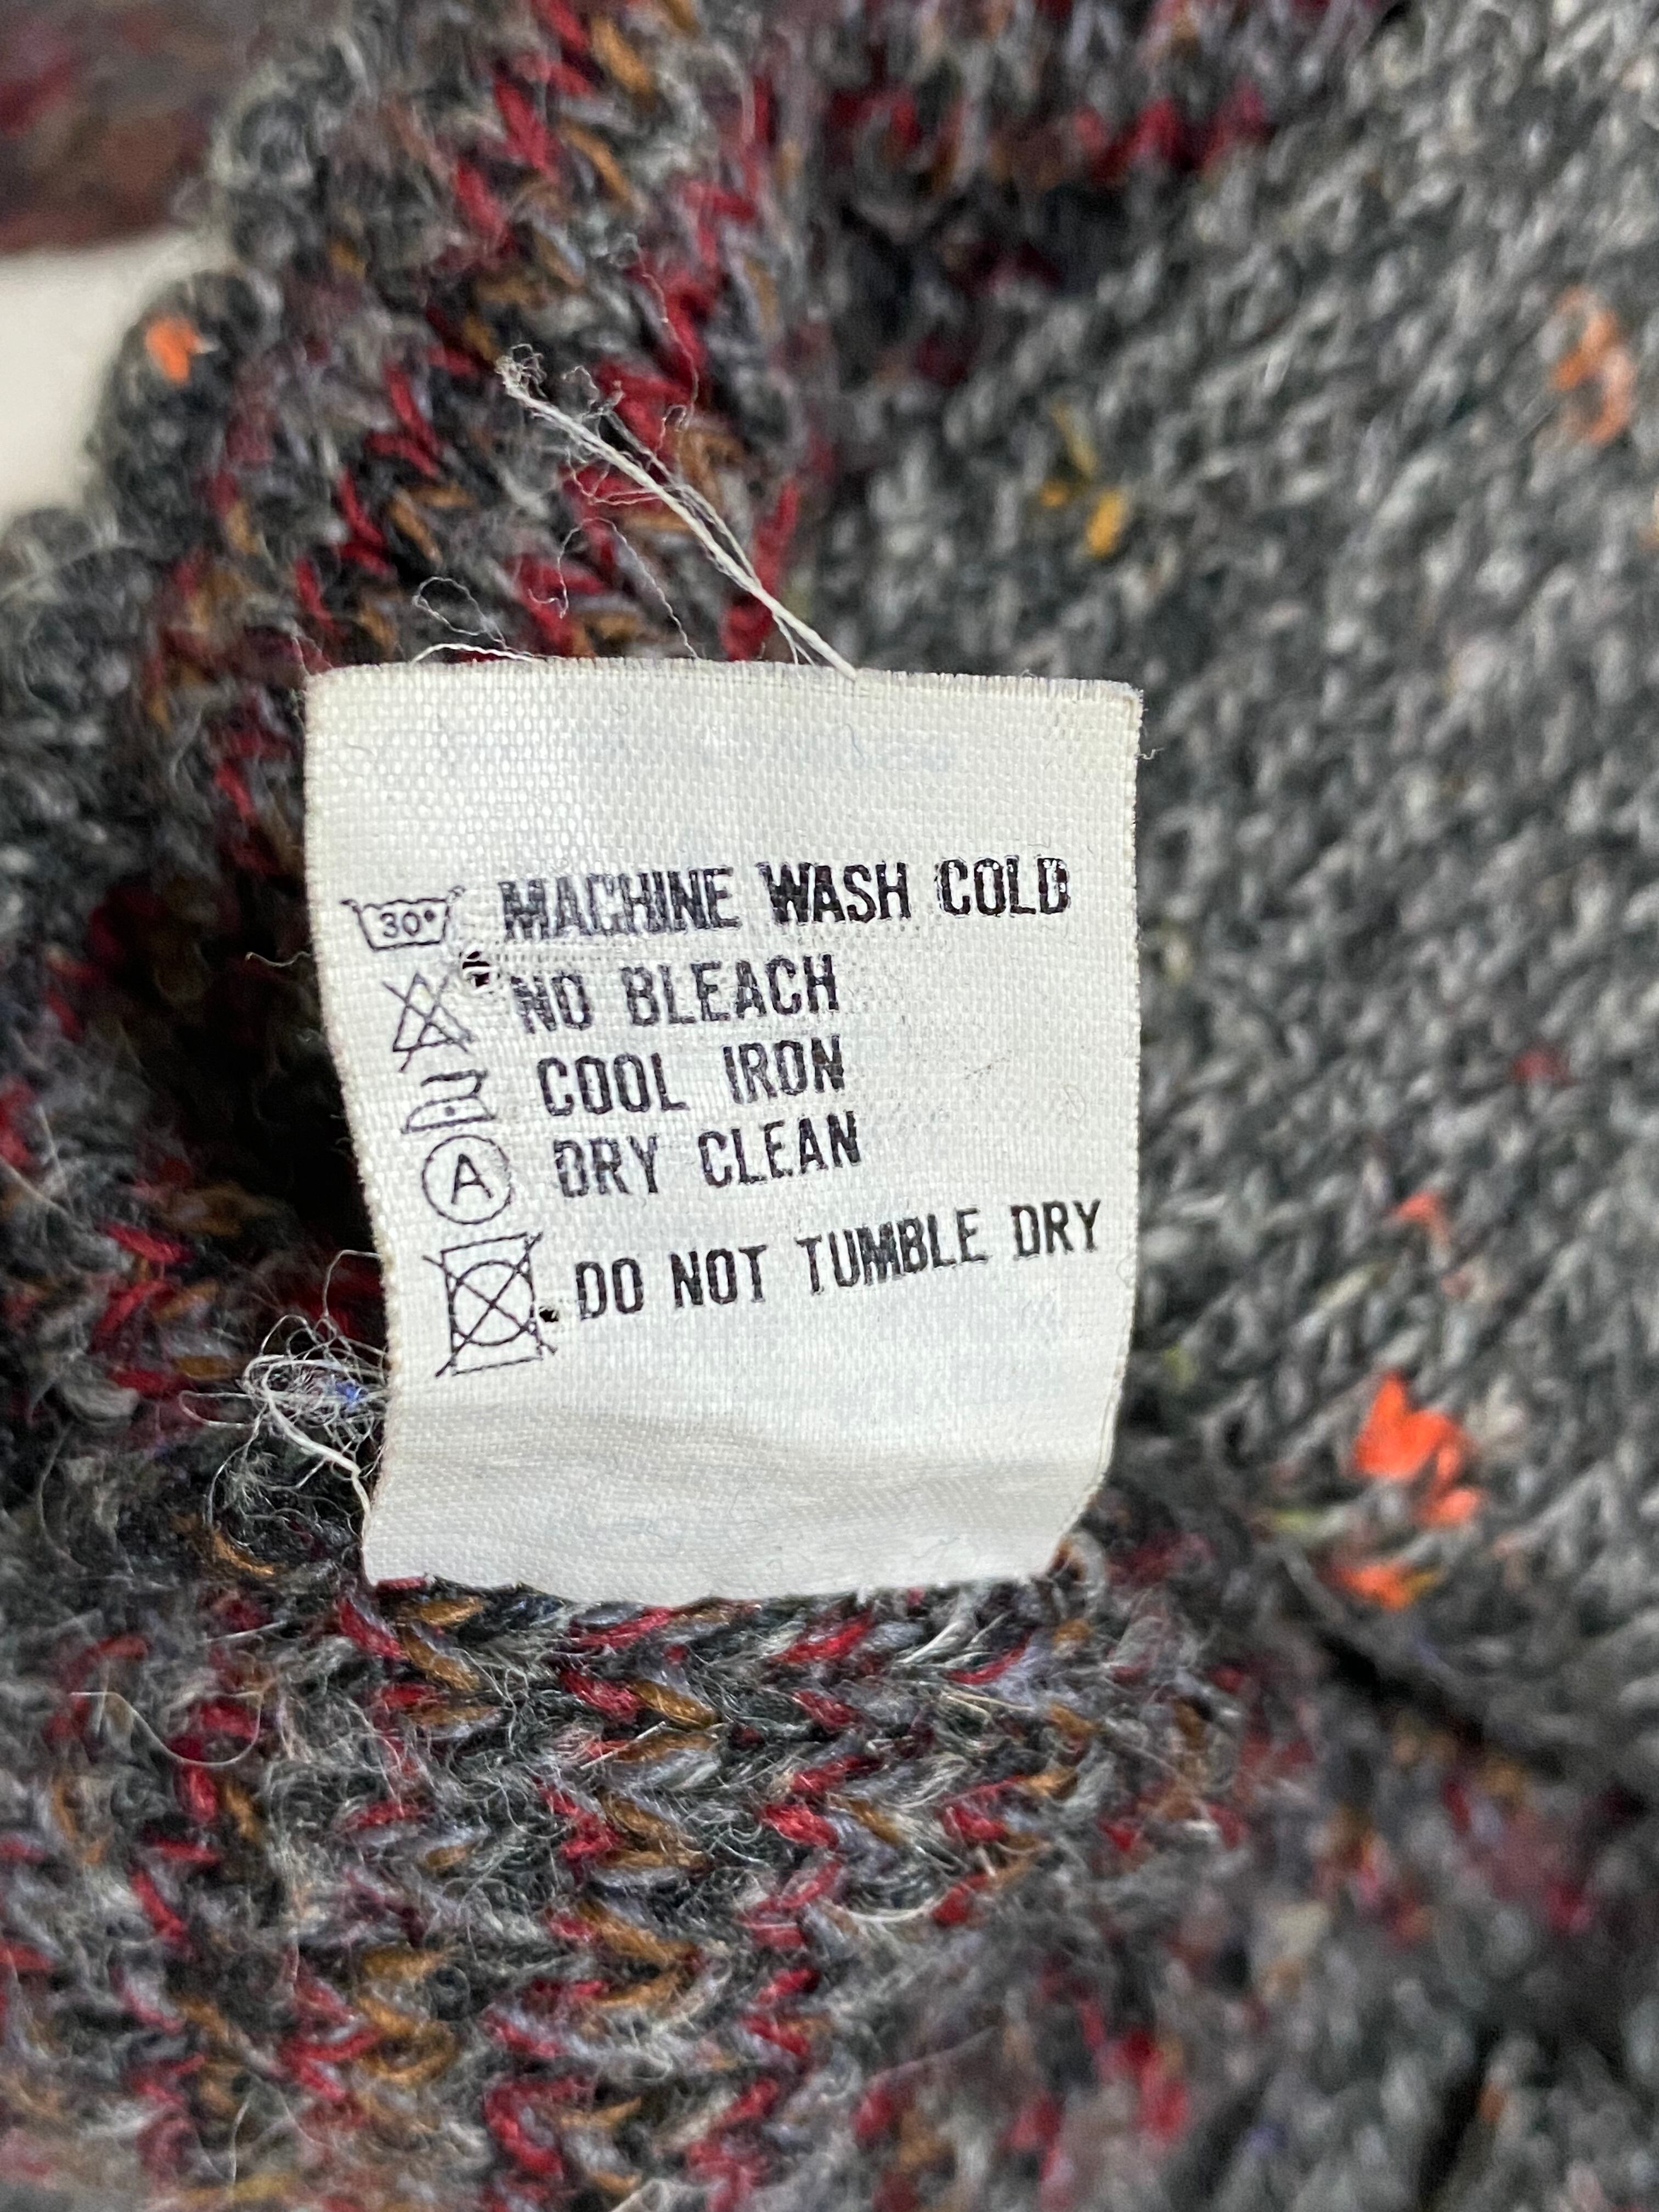 30° MACHINE WASH COLD
NO BLEACH
COOL IRON
A DRY CLEAN
DO NOT TUMBLE DRY